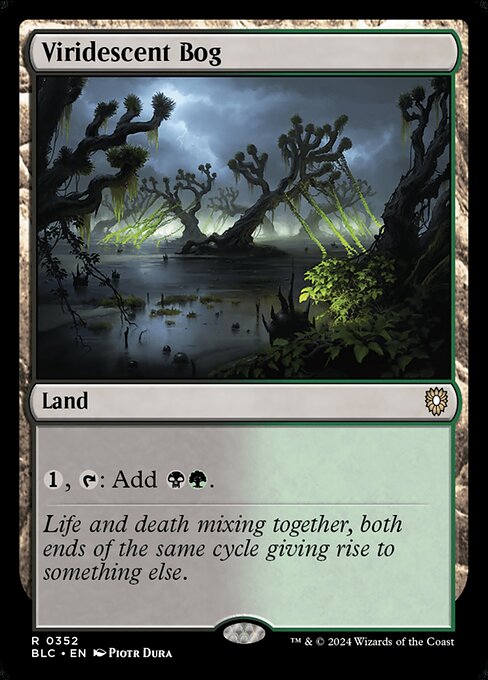 Viridescent Bog
Land
1, : Add .
Life and death mixing together, both
ends of the same cycle giving rise to
something else.
R 0352
BLC • EN Piotr Dura
™ & © 2024 Wizards of the Coast